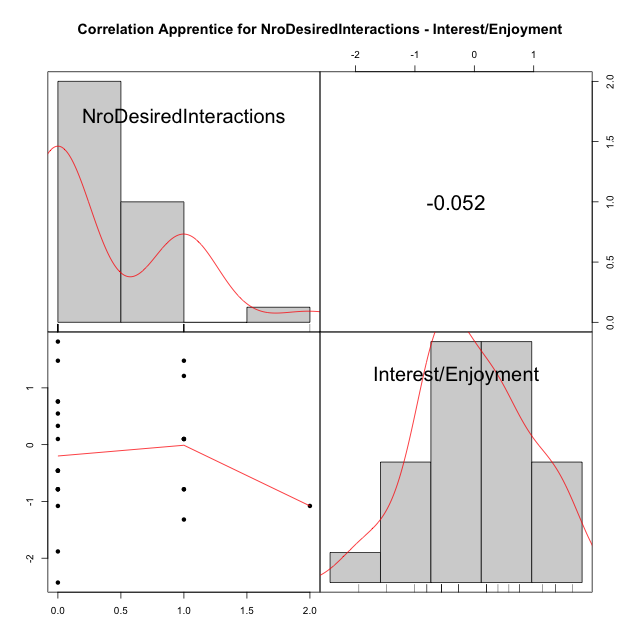 Correlation Apprentice for NroDesiredInteractions - Interest/Enjoyment
-2 -1 0 1
NroDesiredInteractions
-0.052
0.0 0.5 1.0 1.5 2.0
Interest/Enjoyment
-2 -1 0 1
0.0 0.5 1.0 1.5 2.0